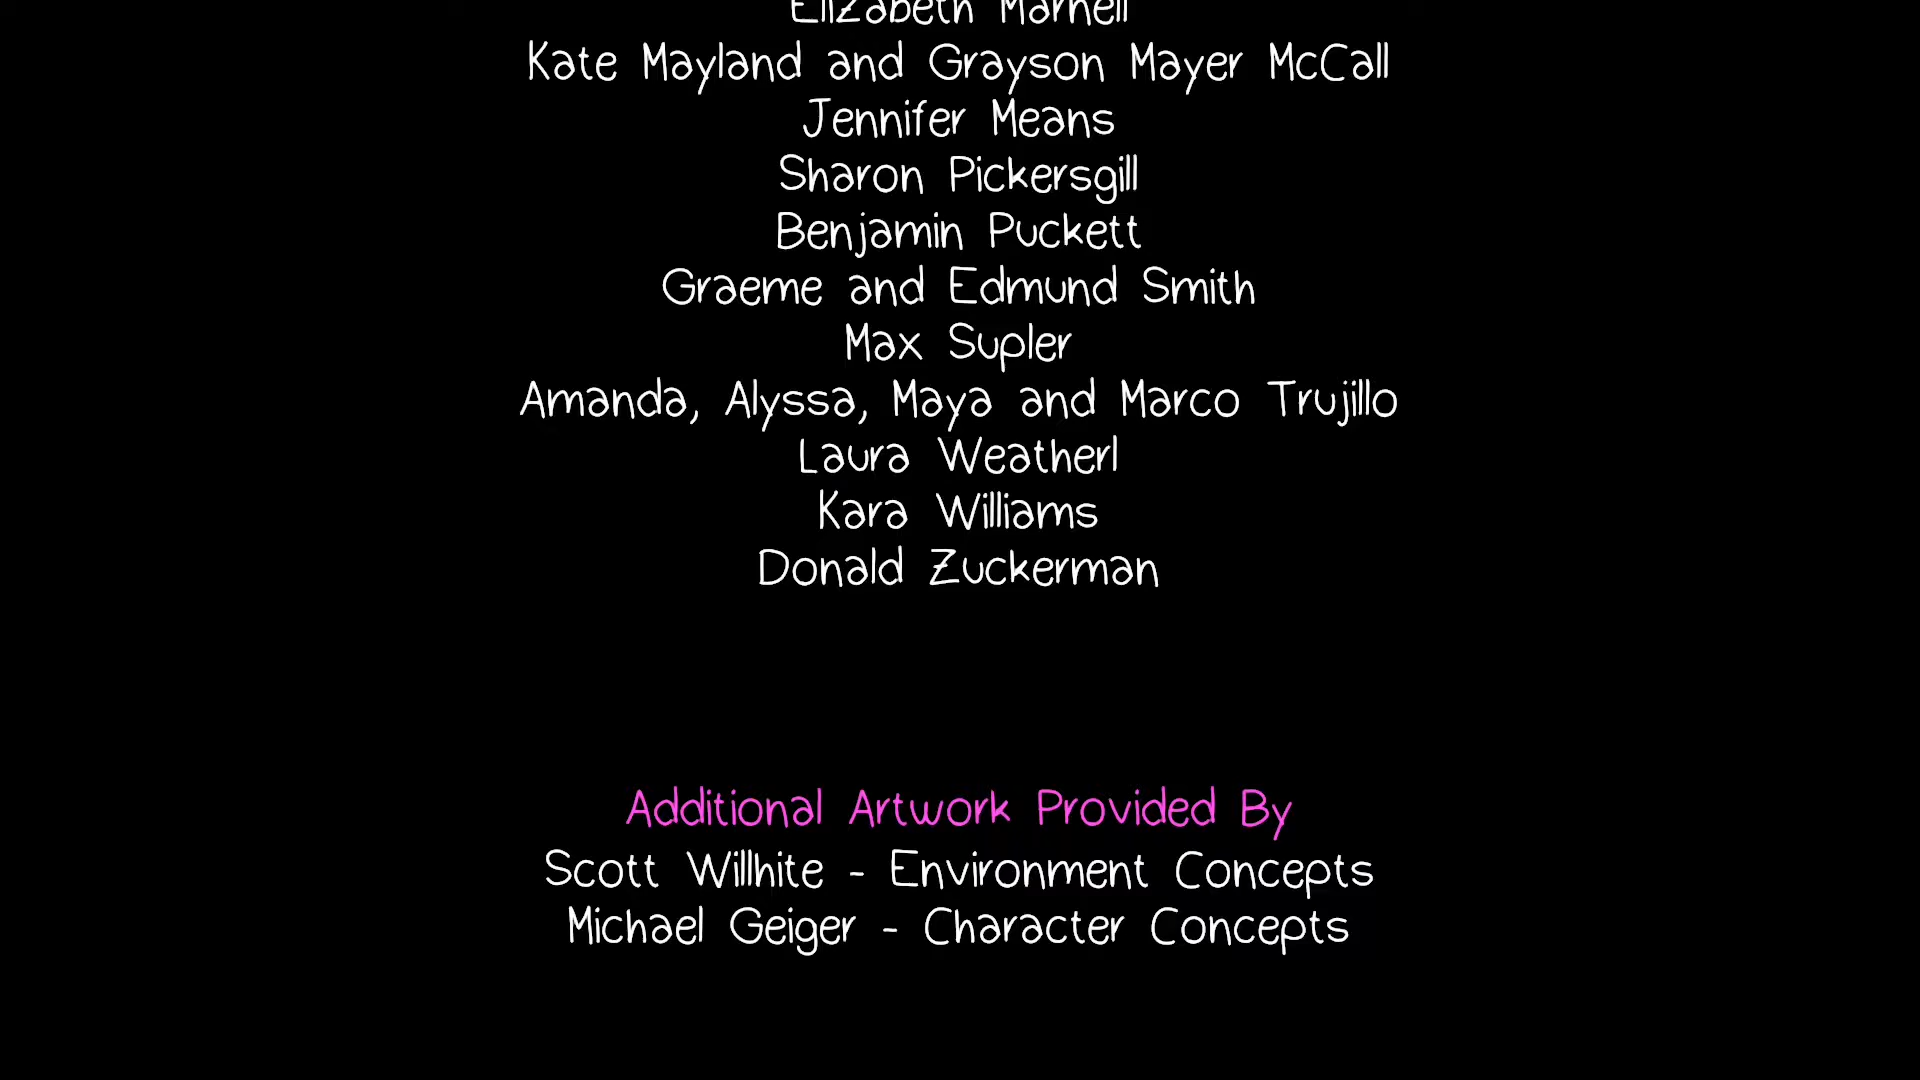 Elizabeth Marnell
Kate Mayland and Grayson Mayer McCall
Jennifer Means
Sharon Pickersgill
Benjamin Puckett
Graeme and Edmund Smith
Max Supler
Amanda, Alyssa, Maya and Marco Trujillo
Laura Weatherl
Kara Williams
Donald Zuckerman
Additional Artwork Provided By
Scott Willhite - Environment Concepts
Michael Geiger - Character Concepts